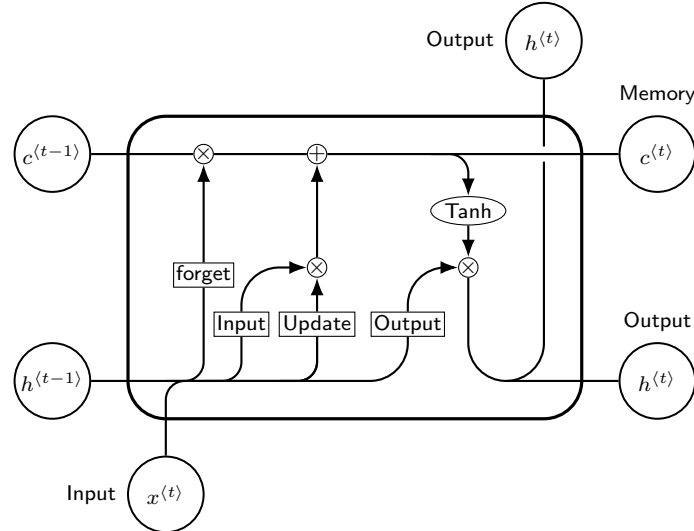 Output h⟨t⟩
Memory
c⟨t−1⟩ × + c⟨t⟩
Tanh
forget × ×
Input Update Output
Output
h⟨t−1⟩ h⟨t⟩
Input x⟨t⟩